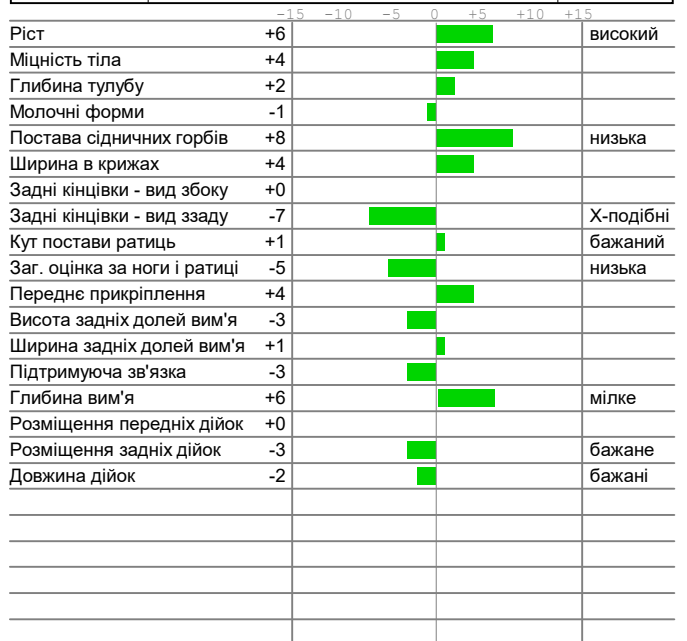 -15 -10 -5 0 +5 +10 +15
Ріст +6 високий
Міцність тіла +4
Глибина тулубу +2
Молочні форми -1
Постава сідничних горбів +8 низька
Ширина в крижах +4
Задні кінцівки - вид збоку +0
Задні кінцівки - вид ззаду -7 Х-подібні
Кут постави ратиць +1 бажаний
Заг. оцінка за ноги і ратиці -5 низька
Переднє прикріплення +4
Висота задніх долей вим'я -3
Ширина задніх долей вим'я +1
Підтримуюча зв'язка -3
Глибина вим'я +6 мілке
Розміщення передніх дійок +0
Розміщення задніх дійок -3 бажане
Довжина дійок -2 бажані